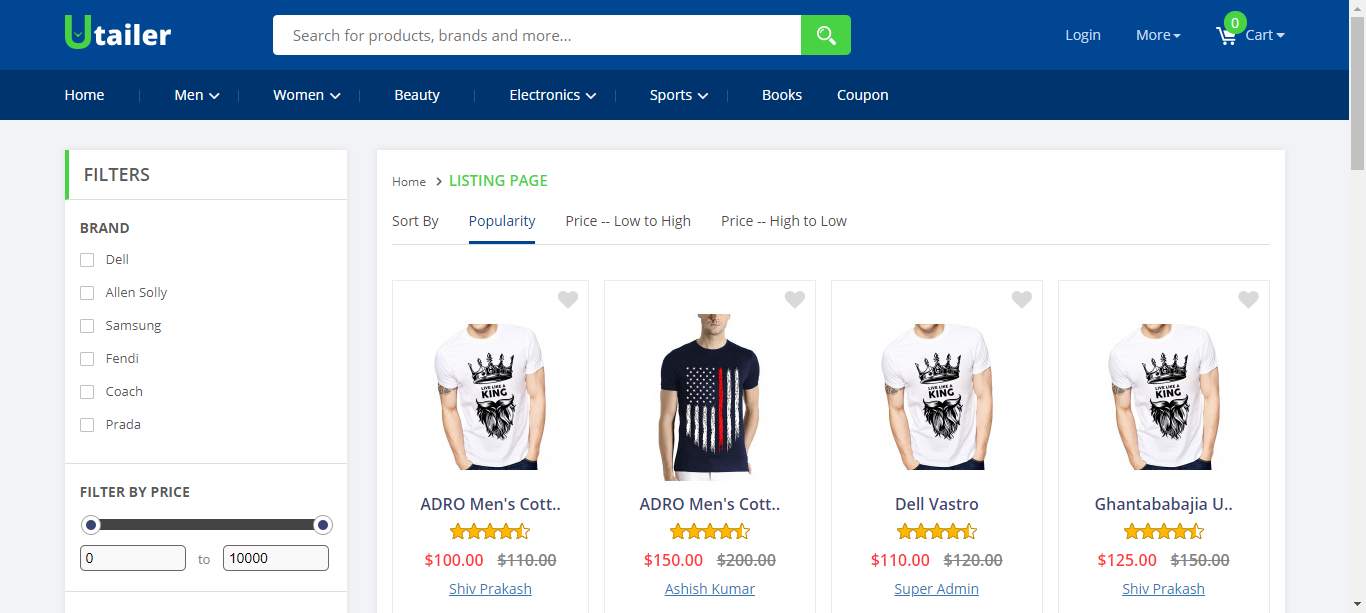 Utailer
Search for products, brands and more...
Login
More
0
Cart
Home
Men
Women
Beauty
Electronics
Sports
Books
Coupon
FILTERS
BRAND
Dell
Allen Solly
Samsung
Fendi
Coach
Prada
FILTER BY PRICE
0 to 10000
Home > LISTING PAGE
Sort By Popularity Price -- Low to High Price -- High to Low
LIVE LIKE A
KING
ADRO Men's Cott..
$100.00 $110.00
Shiv Prakash
ADRO Men's Cott..
$150.00 $200.00
Ashish Kumar
LIVE LIKE A
KING
Dell Vastro
$110.00 $120.00
Super Admin
LIVE LIKE A
KING
Ghantababajia U..
$125.00 $150.00
Shiv Prakash